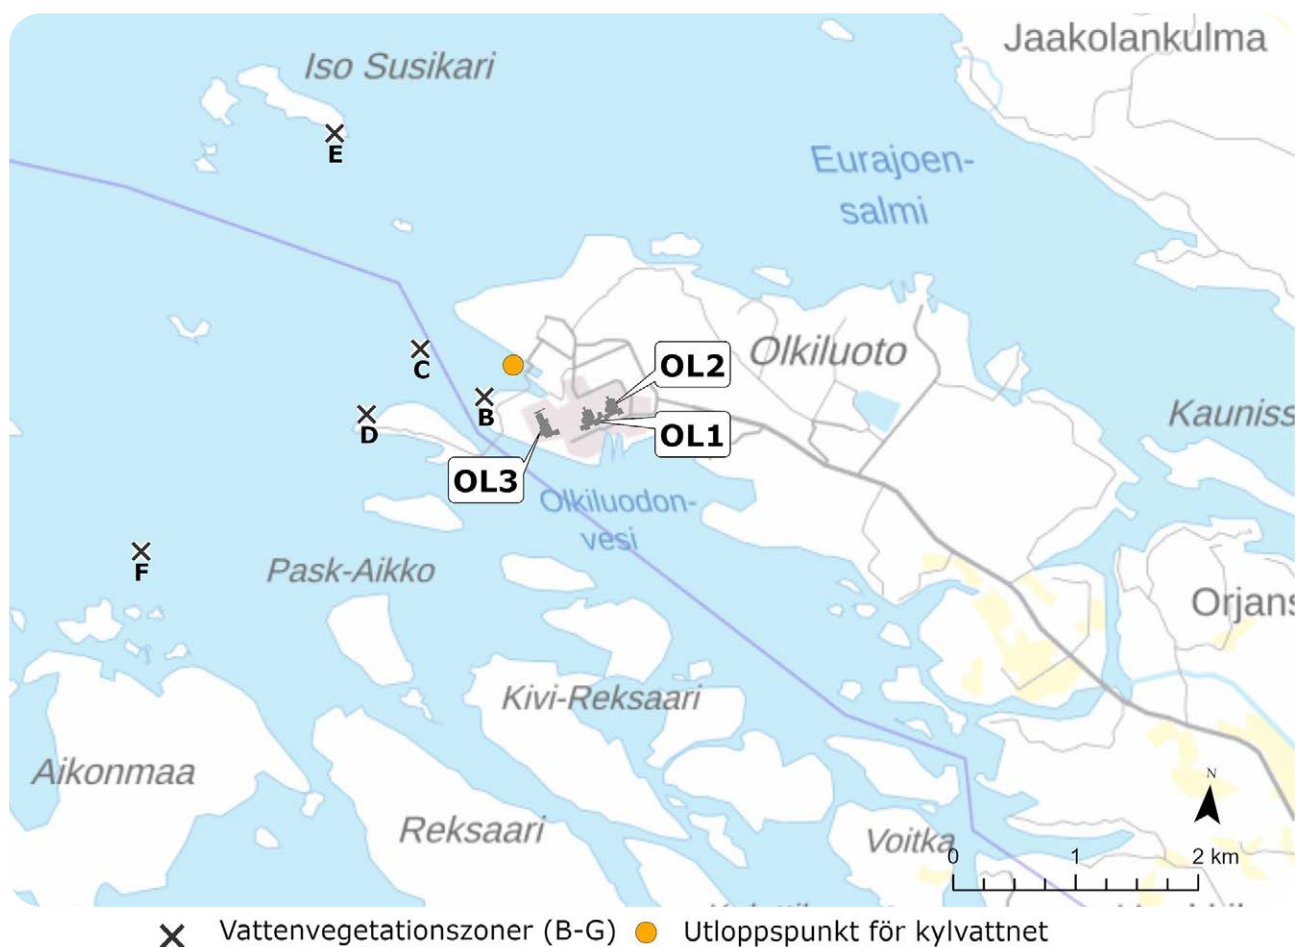 Jaakolankulma
Iso Susikari
E
Eurajoen-
salmi
C
B
D
OL2
OL1
OL3
Olkiluoto
Kauniss
Olkiluodon-
vesi
F
Pask-Aikko
Orjans
Kivi-Reksaari
Aikonmaa
Reksaari
Voitka
N
0 1 2 km
Vattenvegetationszoner (B-G) Utloppspunkt för kylvattnet